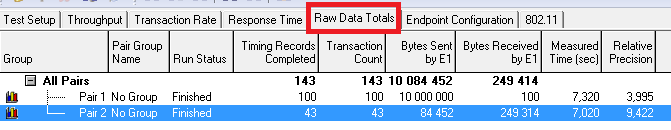 Test Setup Throughput Transaction Rate Response Time Raw Data Totals Endpoint Configuration 802.11
Group Pair Group Name Run Status Timing Records Completed Transaction Count Bytes Sent by E1 Bytes Received by E1 Measured Time (sec) Relative Precision
All Pairs 143 143 10 084 452 249 414
Pair 1 No Group Finished 100 100 10 000 000 100 7,320 3,995
Pair 2 No Group Finished 43 43 84 452 249 314 7,020 9,422